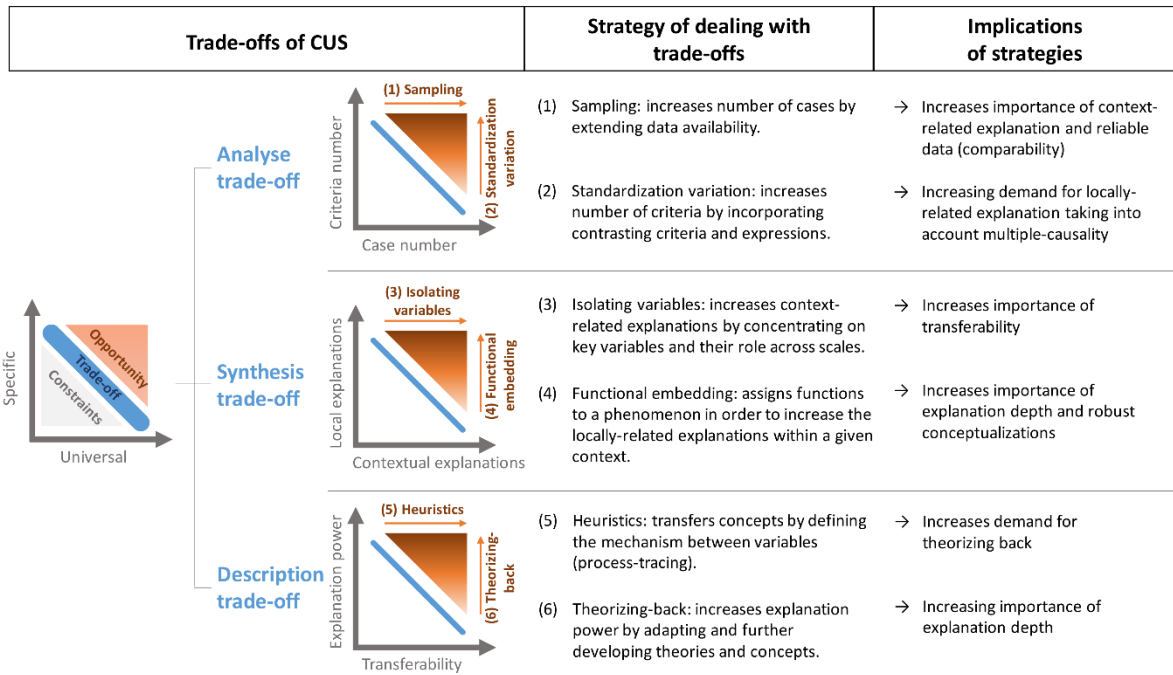 Trade-offs of CUS
Strategy of dealing with
trade-offs
Implications
of strategies
Specific
Universal
Opportunity
Trade-off
Constraints
Analyse
trade-off
Criteria number
Case number
(1) Sampling
(2) Standardization
variation
(1) Sampling: increases number of cases by
extending data availability.
(2) Standardization variation: increases
number of criteria by incorporating
contrasting criteria and expressions.
→ Increases importance of context-
related explanation and reliable
data (comparability)
→ Increasing demand for locally-
related explanation taking into
account multiple-causality
Synthesis
trade-off
Local explanations
Contextual explanations
(3) Isolating
variables
(4) Functional
embedding
(3) Isolating variables: increases context-
related explanations by concentrating on
key variables and their role across scales.
(4) Functional embedding: assigns functions
to a phenomenon in order to increase the
locally-related explanations within a given
context.
→ Increases importance of
transferability
→ Increases importance of
explanation depth and robust
conceptualizations
Description
trade-off
Explanation power
Transferability
(5) Heuristics
(6) Theorizing-
back
(5) Heuristics: transfers concepts by defining
the mechanism between variables
(process-tracing).
(6) Theorizing-back: increases explanation
power by adapting and further
developing theories and concepts.
→ Increases demand for
theorizing back
→ Increasing importance of
explanation depth